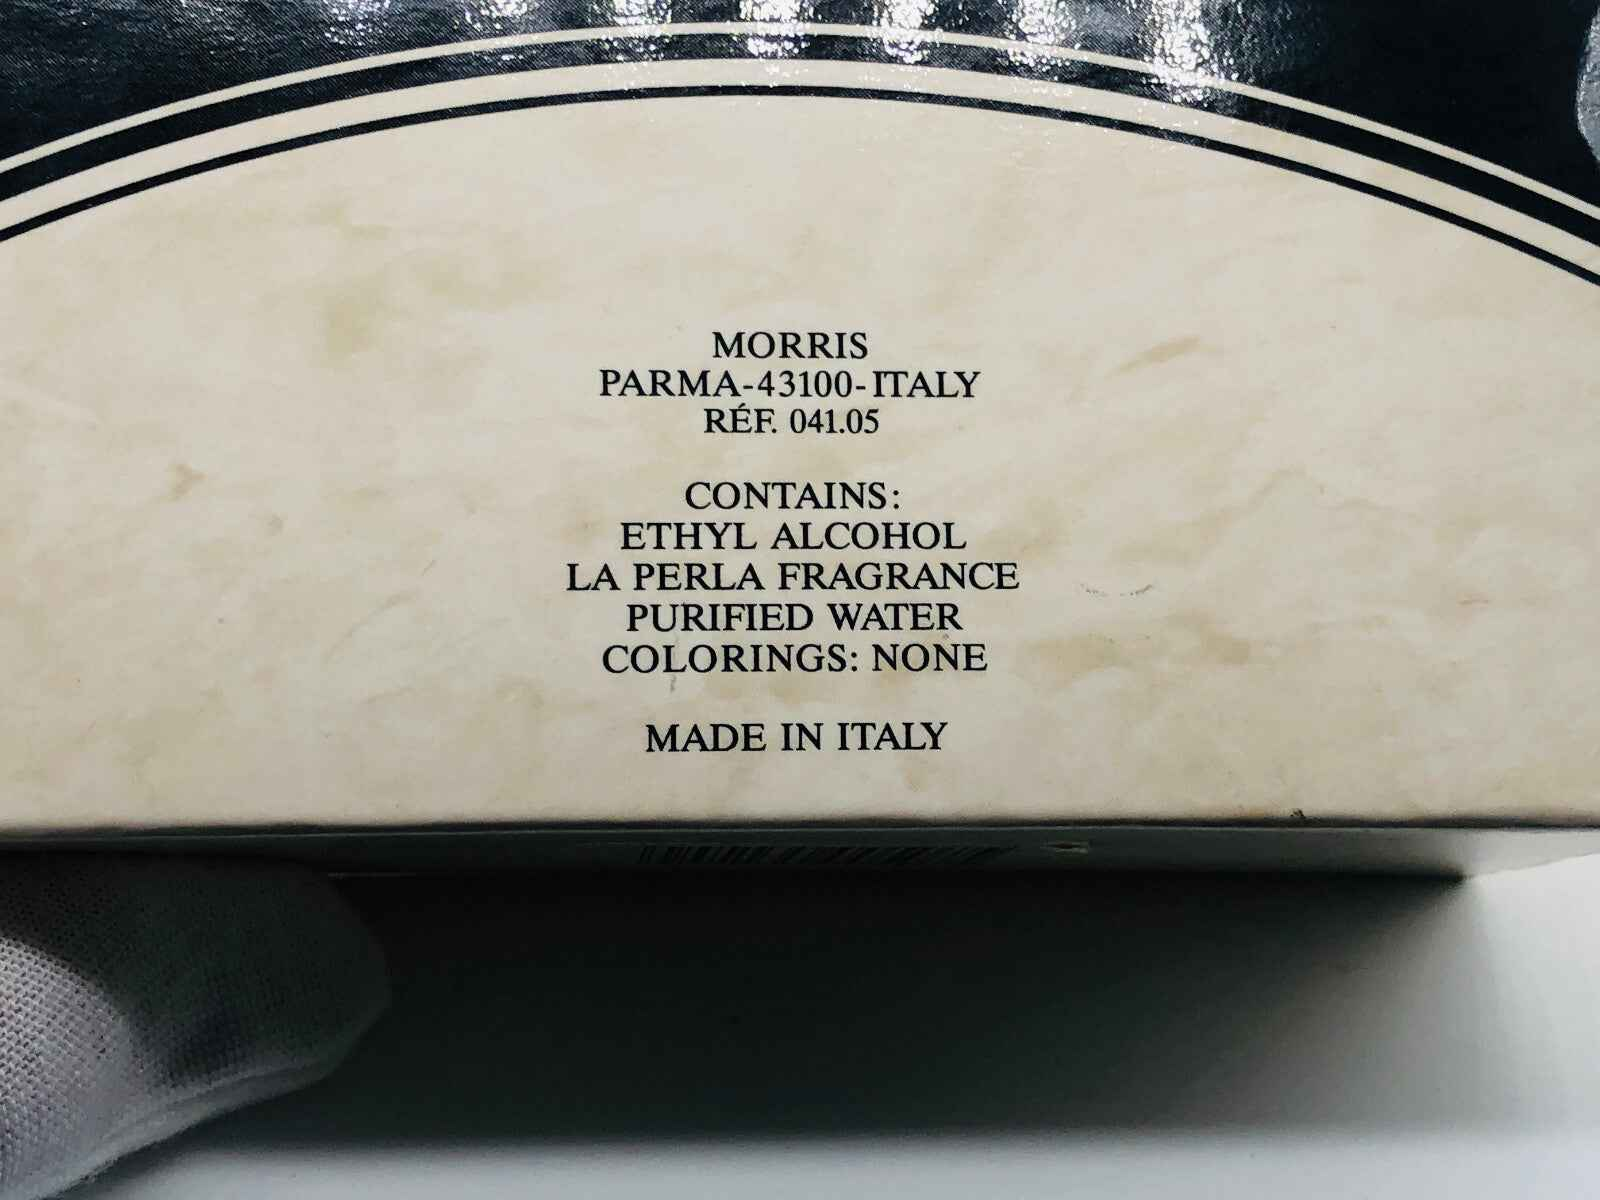 MORRIS
PARMA-43100-ITALY
RÉF. 041.05
CONTAINS:
ETHYL ALCOHOL
LA PERLA FRAGRANCE
PURIFIED WATER
COLORINGS: NONE
MADE IN ITALY